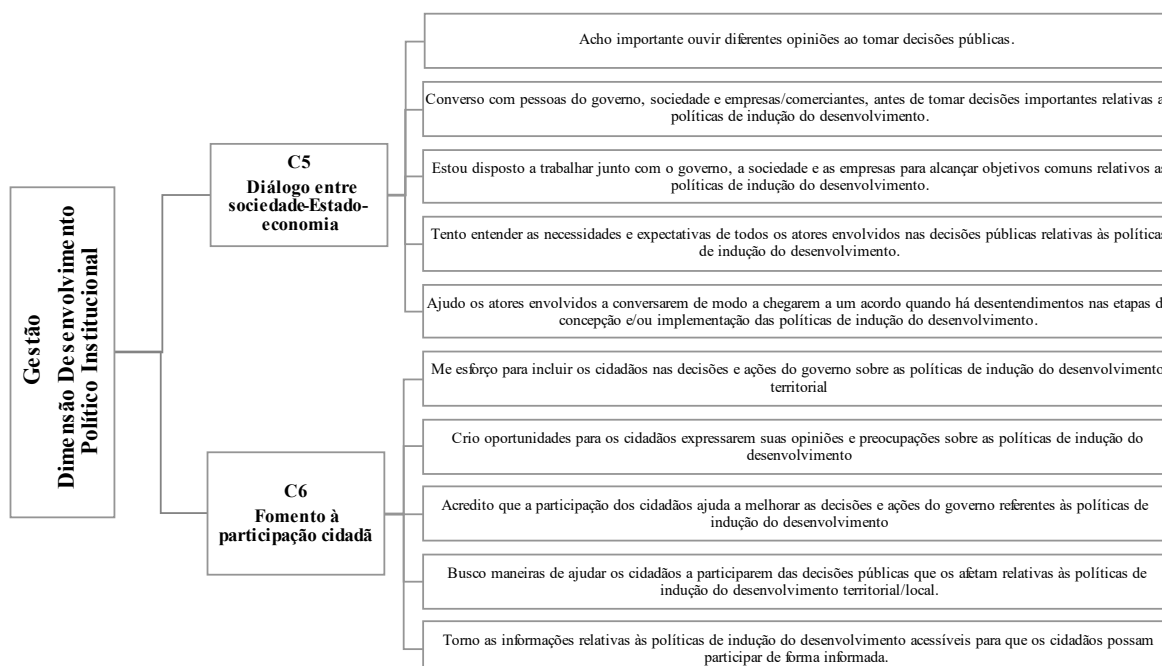 Gestão
Dimensão Desenvolvimento
Político Institucional
C5
Diálogo entre
sociedade-Estado-
economia
Acho importante ouvir diferentes opiniões ao tomar decisões públicas.
Converso com pessoas do governo, sociedade e empresas/comerciantes, antes de tomar decisões importantes relativas a
políticas de indução do desenvolvimento.
Estou disposto a trabalhar junto com o governo, a sociedade e as empresas para alcançar objetivos comuns relativos as
políticas de indução do desenvolvimento.
Tento entender as necessidades e expectativas de todos os atores envolvidos nas decisões públicas relativas às políticas
de indução do desenvolvimento.
Ajudo os atores envolvidos a conversarem de modo a chegarem a um acordo quando há desentendimentos nas etapas d
concepção e/ou implementação das políticas de indução do desenvolvimento.
C6
Fomento à
participação cidadã
Me esforço para incluir os cidadãos nas decisões e ações do governo sobre as políticas de indução do desenvolvimento
territorial
Crio oportunidades para os cidadãos expressarem suas opiniões e preocupações sobre as políticas de indução do
desenvolvimento
Acredito que a participação dos cidadãos ajuda a melhorar as decisões e ações do governo referentes às políticas de
indução do desenvolvimento
Busco maneiras de ajudar os cidadãos a participarem das decisões públicas que os afetam relativas às políticas de
indução do desenvolvimento territorial/local.
Torno as informações relativas às políticas de indução do desenvolvimento acessíveis para que os cidadãos possam
participar de forma informada.